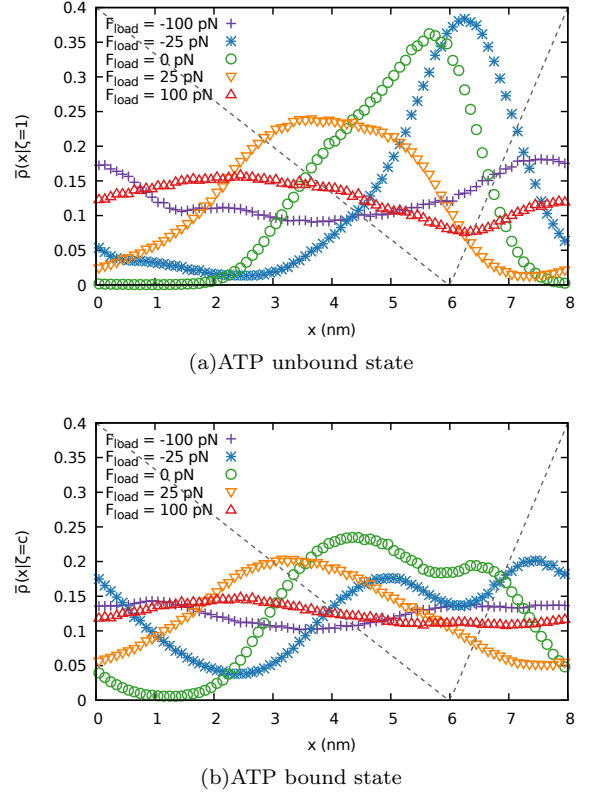 0.4
0.35
0.3
0.25
0.2
0.15
0.1
0.05
0
ρ̄(x|ζ=1)
F_load = -100 pN
F_load = -25 pN
F_load = 0 pN
F_load = 25 pN
F_load = 100 pN
0 1 2 3 4 5 6 7 8
x (nm)
(a)ATP unbound state
0.4
0.35
0.3
0.25
0.2
0.15
0.1
0.05
0
ρ̄(x|ζ=c)
F_load = -100 pN
F_load = -25 pN
F_load = 0 pN
F_load = 25 pN
F_load = 100 pN
0 1 2 3 4 5 6 7 8
x (nm)
(b)ATP bound state